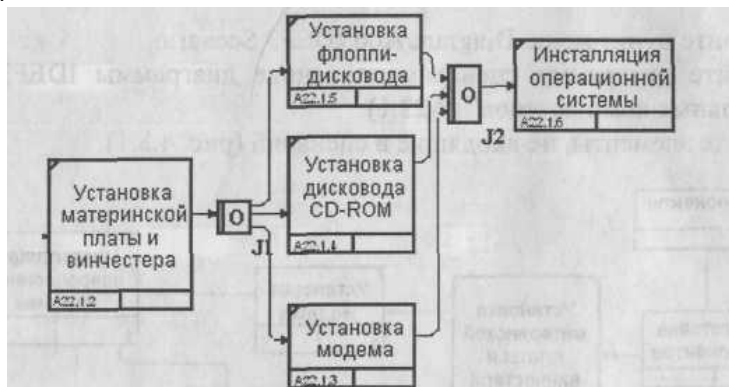 Установка
флоппи-
дисковода
A22.1.5
O
J2
Инсталляция
операционной
системы
A22.1.6
Установка
материнской
платы и
винчестера
A22.1.2
O
J1
Установка
дисковода
CD-ROM
A22.1.4
Установка
модема
A22.1.3